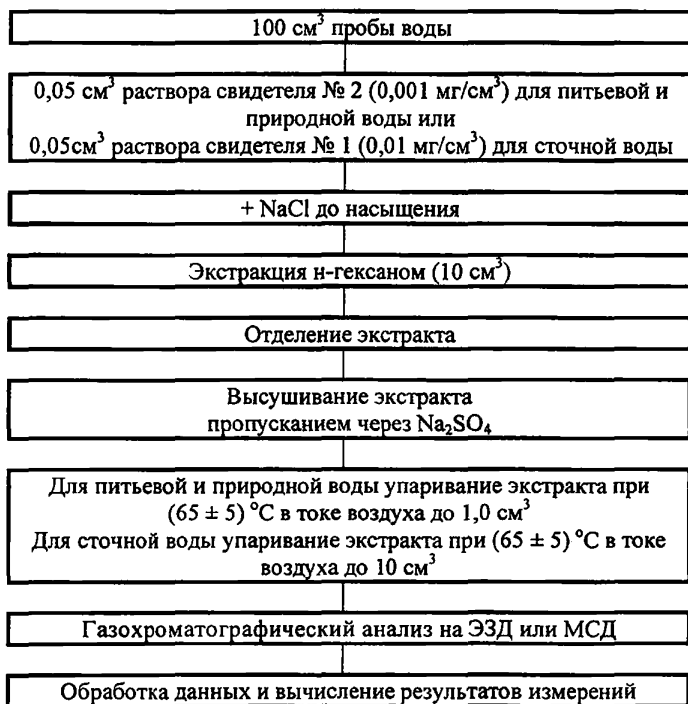 100 см³ пробы воды
0,05 см³ раствора свидетеля № 2 (0,001 мг/см³) для питьевой и
природной воды или
0,05см³ раствора свидетеля № 1 (0,01 мг/см³) для сточной воды
+ NaCl до насыщения
Экстракция н-гексаном (10 см³)
Отделение экстракта
Высушивание экстракта
пропусканием через Na₂SO₄
Для питьевой и природной воды упаривание экстракта при
(65 ± 5) °С в токе воздуха до 1,0 см³
Для сточной воды упаривание экстракта при (65 ± 5) °С в токе
воздуха до 10 см³
Газохроматографический анализ на ЭЗД или МСД
Обработка данных и вычисление результатов измерений